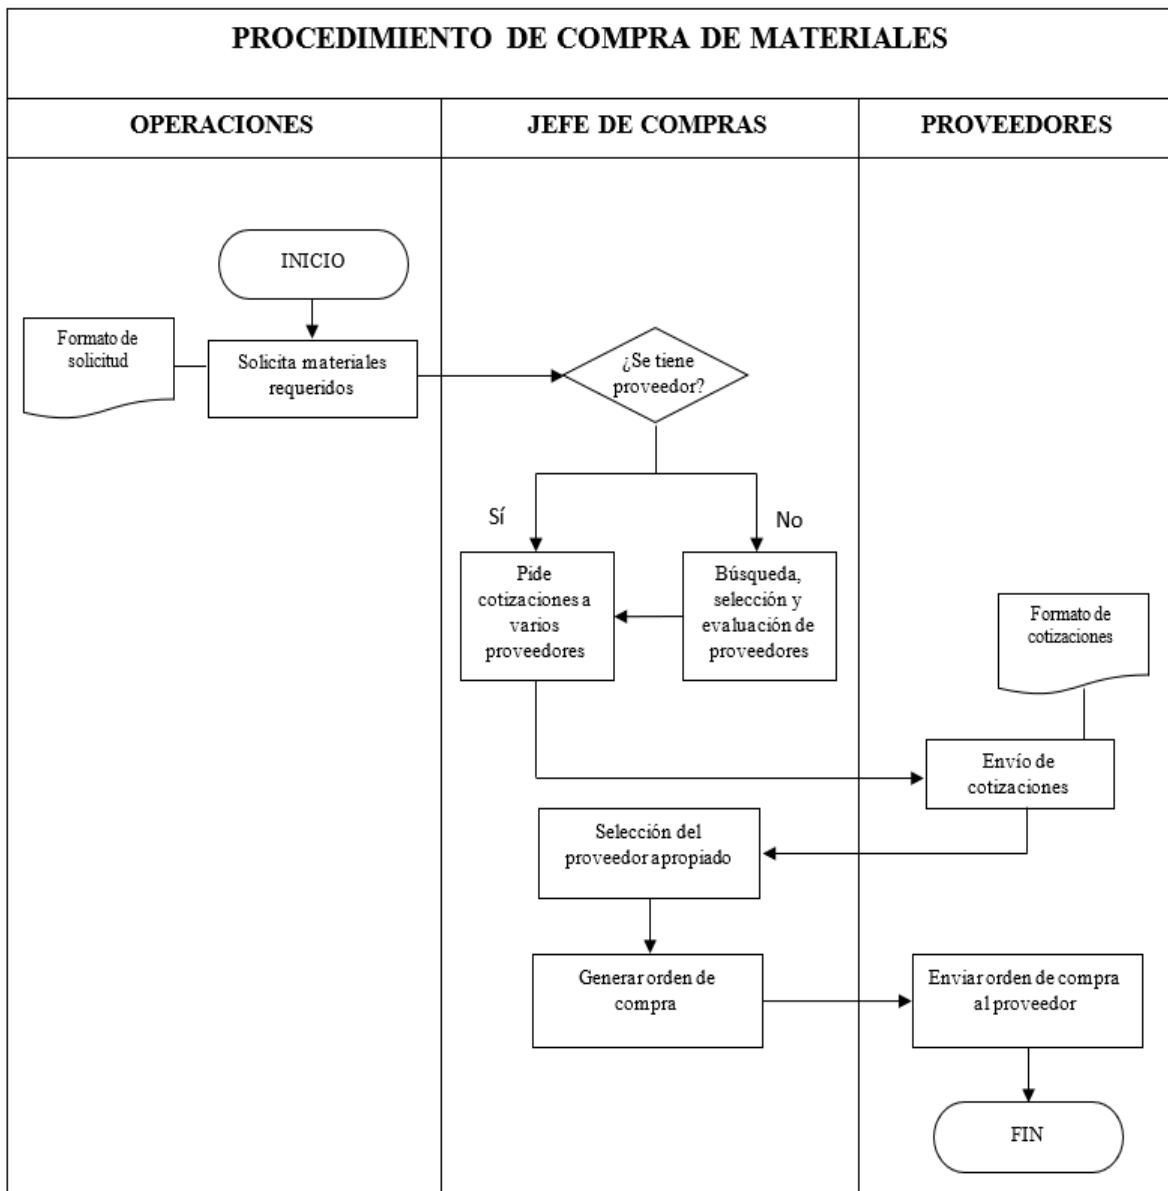 PROCEDIMIENTO DE COMPRA DE MATERIALES
OPERACIONES
JEFE DE COMPRAS
PROVEEDORES
INICIO
Formato de
solicitud
Solicita materiales
requeridos
¿Se tiene
proveedor?
Sí
No
Pide
cotizaciones a
varios
proveedores
Búsqueda,
selección y
evaluación de
proveedores
Formato de
cotizaciones
Envío de
cotizaciones
Selección del
proveedor apropiado
Generar orden de
compra
Enviar orden de compra
al proveedor
FIN